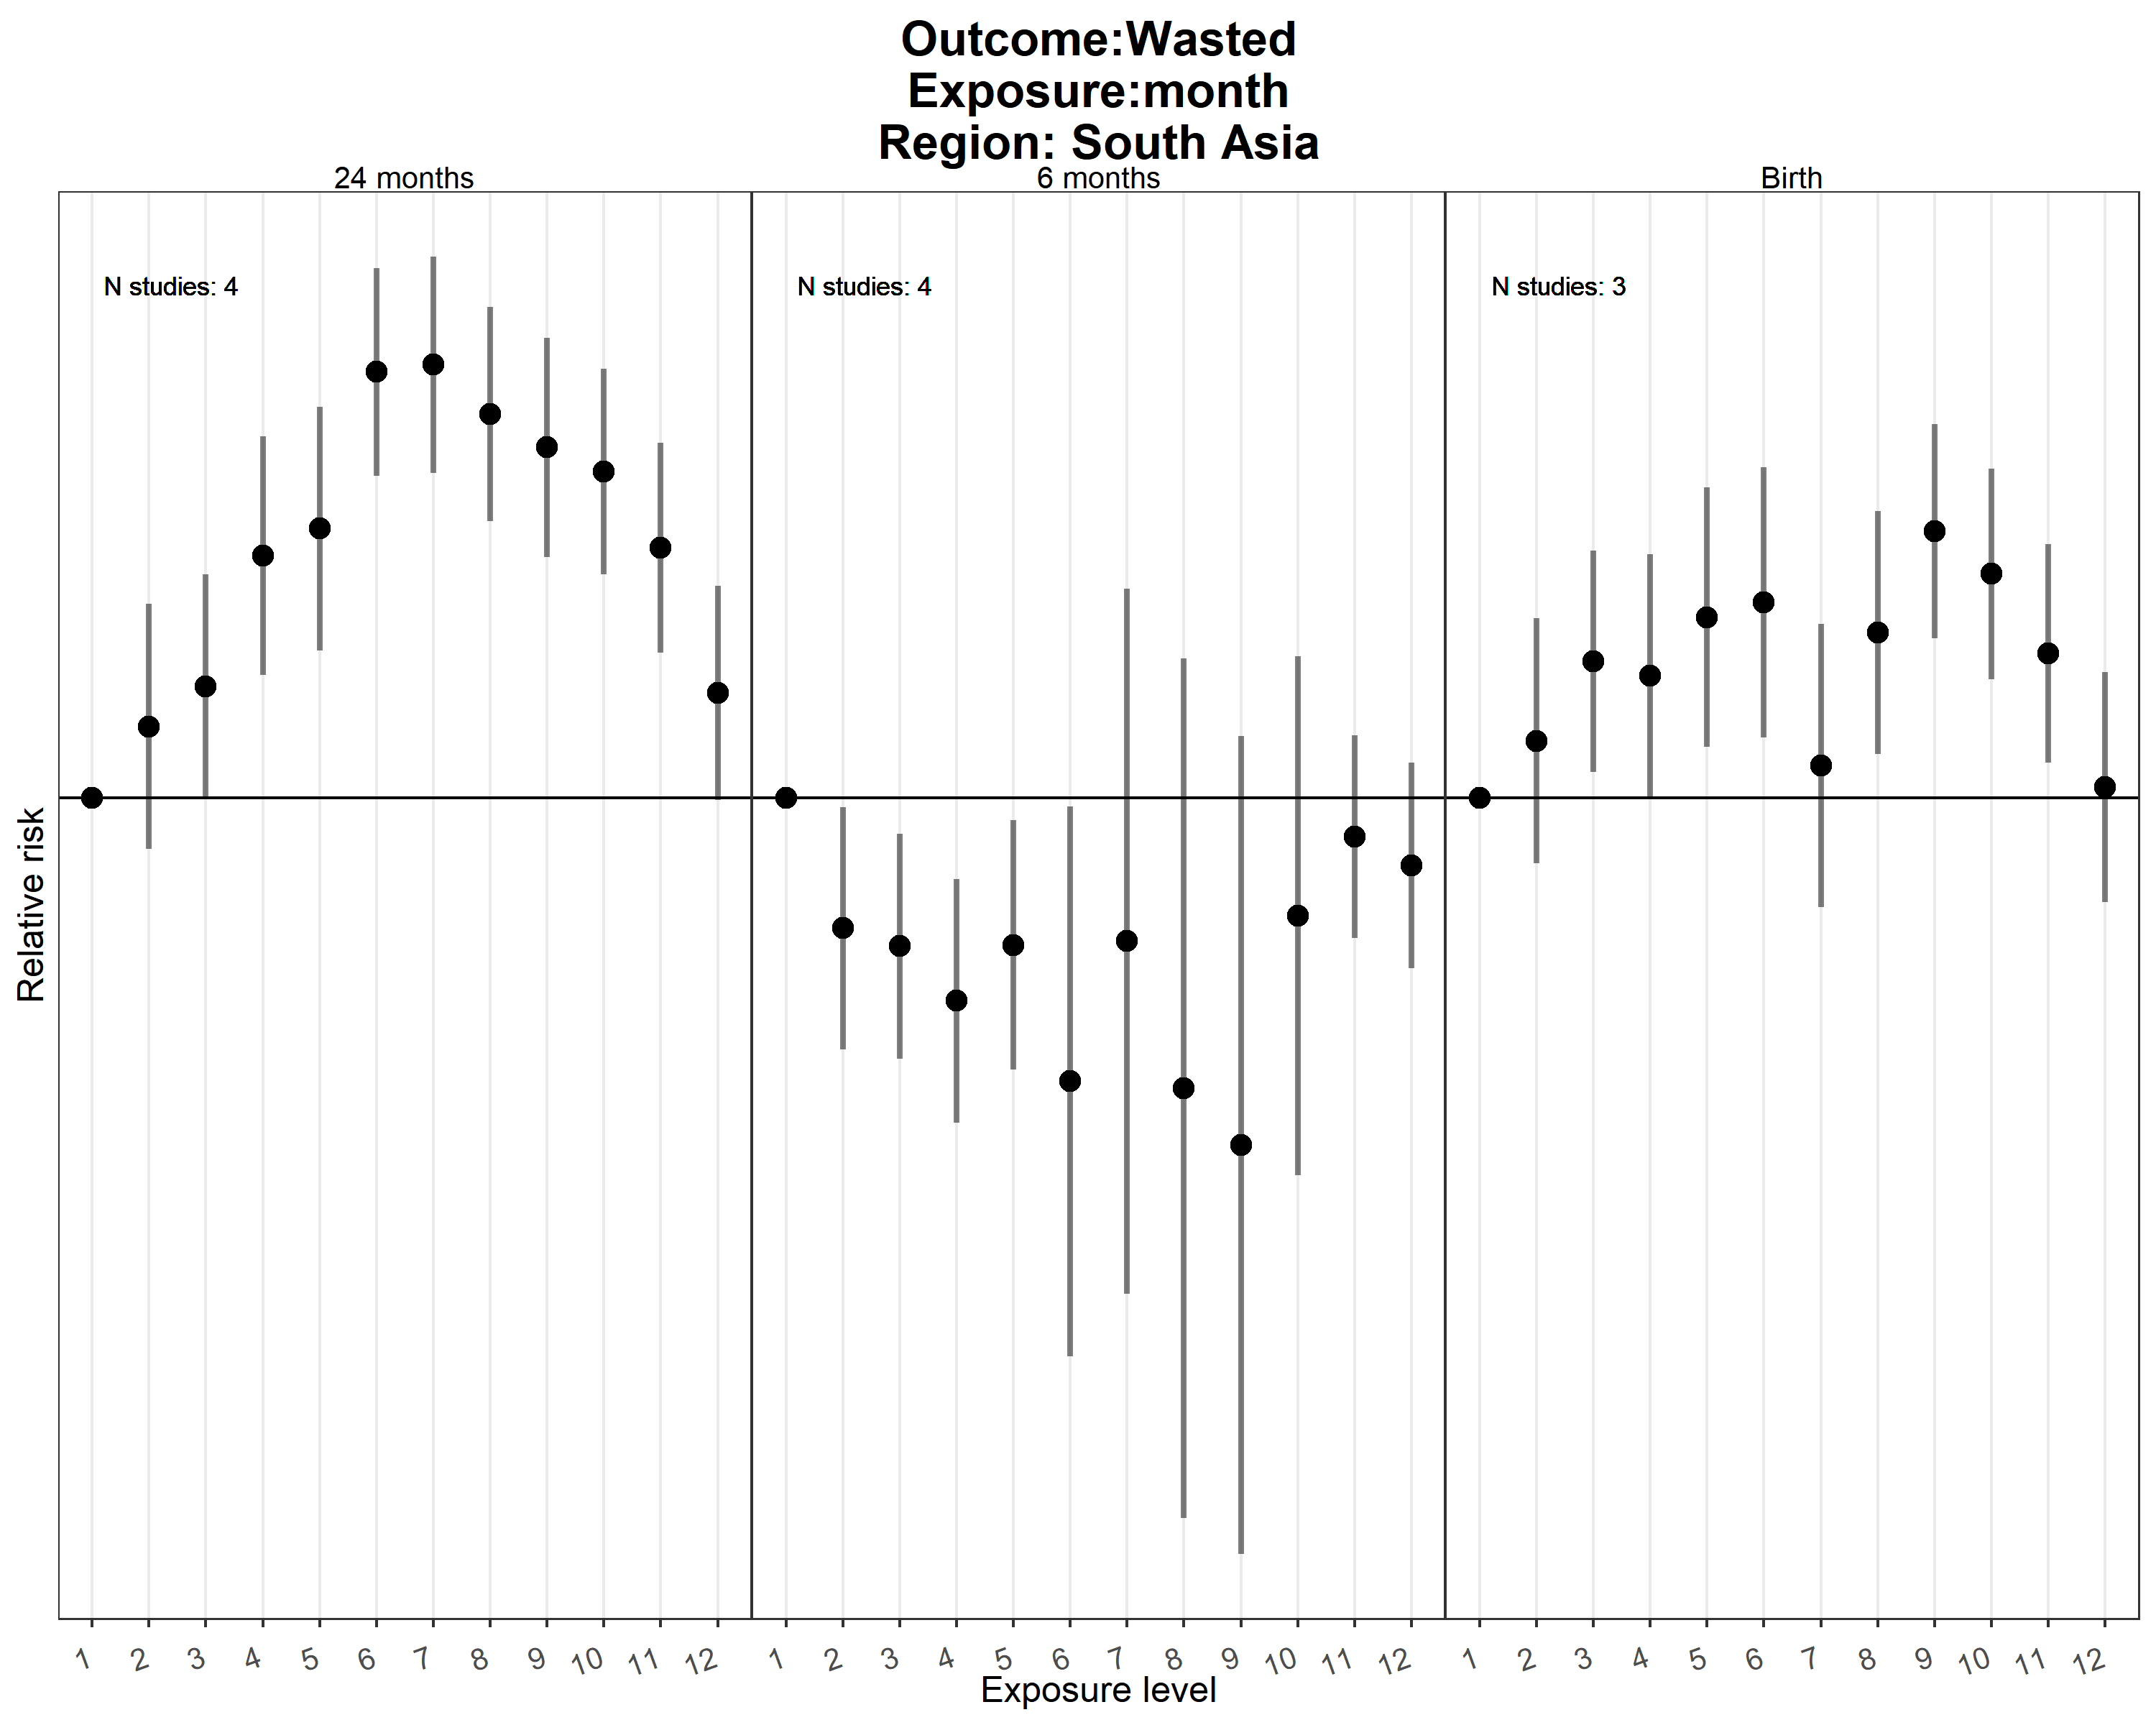 Outcome:Wasted
Exposure:month
Region: South Asia
24 months
6 months
Birth
N studies: 4
N studies: 4
N studies: 3
Relative risk
1 2 3 4 5 6 7 8 9 10 11 12
1 2 3 4 5 6 7 8 9 10 11 12
1 2 3 4 5 6 7 8 9 10 11 12
Exposure level